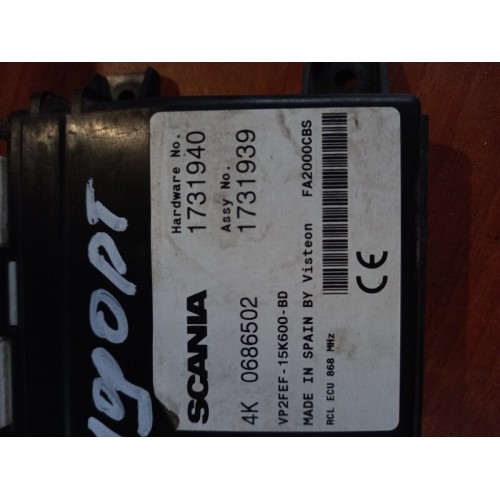 Hardware No.
1731940
Assy No.
1731939
SCANIA
4K 0686502
VP2FEF-15K600-BD
MADE IN SPAIN BY Visteon FA2000CBS
RCL ECU 868 MHz
CE